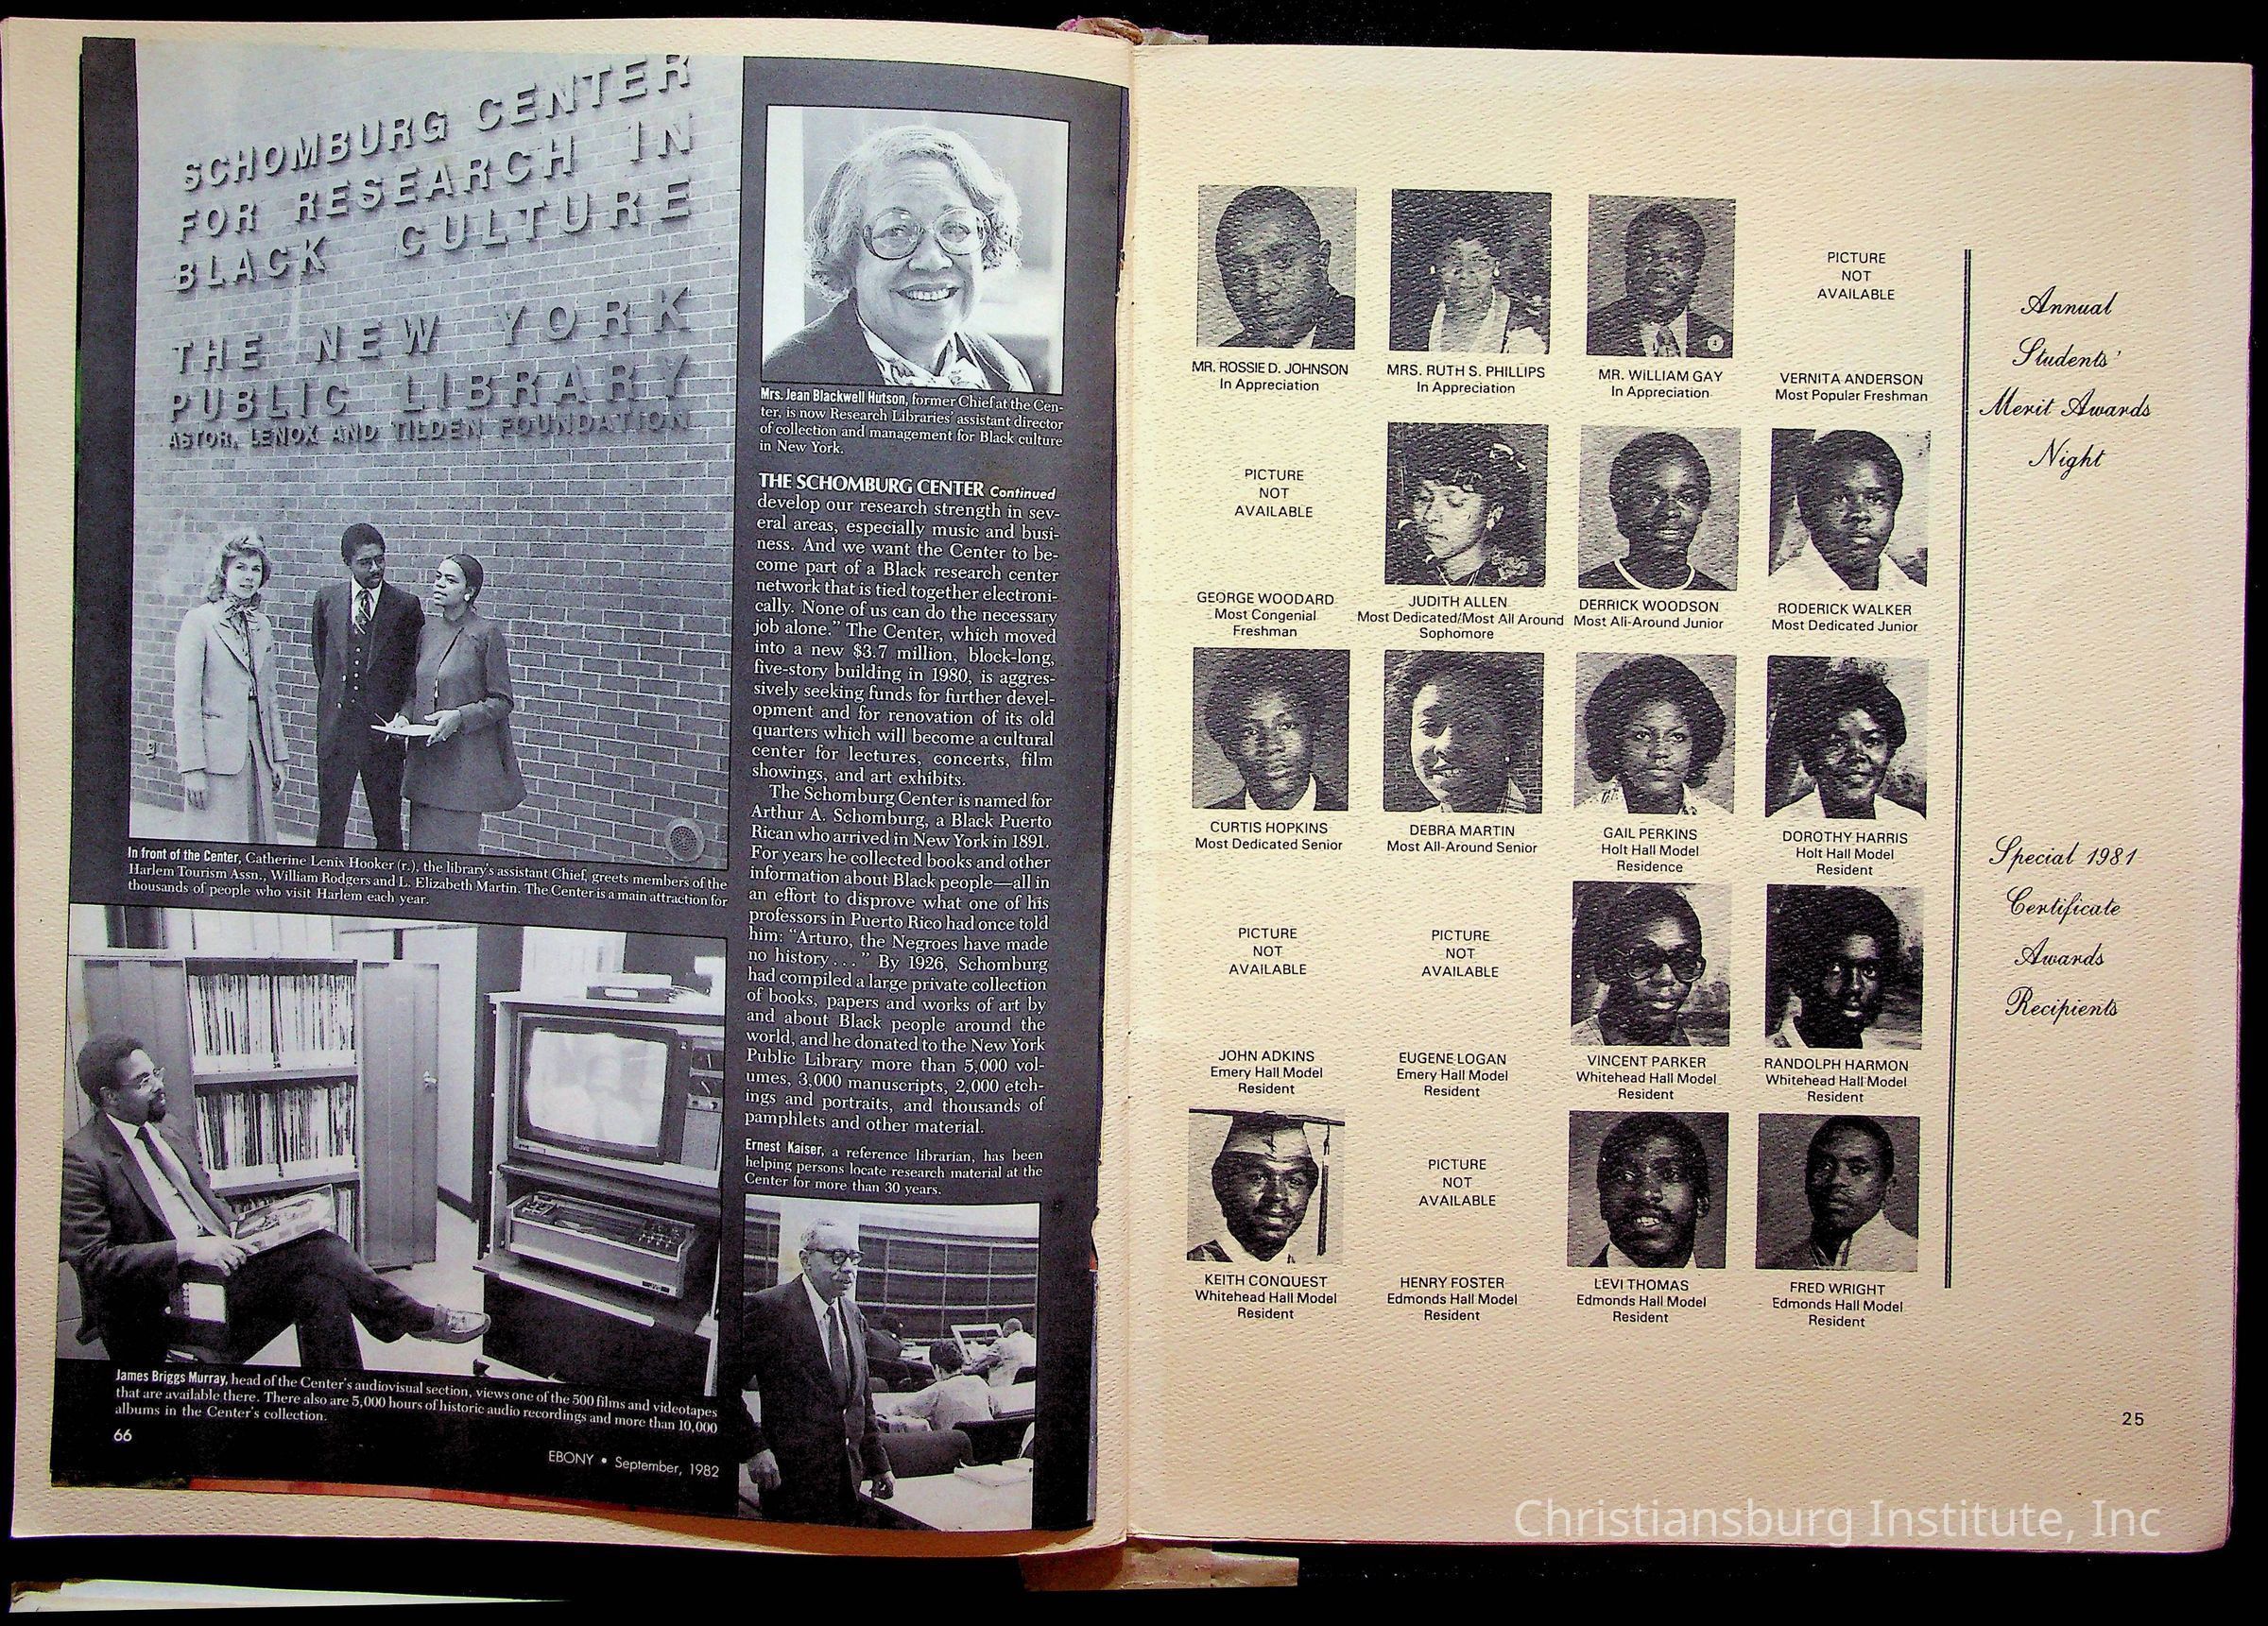 SCHOMBURG CENTER
FOR RESEARCH IN
BLACK CULTURE
THE NEW YORK
PUBLIC LIBRARY
ASTOR, LENOX AND TILDEN FOUNDATION
In front of the Center, Catherine Lenix Hooker (r.), the library's assistant Chief, greets members of the
Harlem Tourism Assn., William Rodgers and L. Elizabeth Martin. The Center is a main attraction for
thousands of people who visit Harlem each year.
James Briggs Murray, head of the Center's audiovisual section, views one of the 500 films and videotapes
that are available there. There also are 5,000 hours of historic audio recordings and more than 10,000
albums in the Center's collection.
66
EBONY • September, 1982
Mrs. Jean Blackwell Hutson, former Chief at the Cen-
ter, is now Research Libraries' assistant director
of collection and management for Black culture
in New York.
THE SCHOMBURG CENTER Continued
develop our research strength in sev-
eral areas, especially music and busi-
ness. And we want the Center to be-
come part of a Black research center
network that is tied together electroni-
cally. None of us can do the necessary
job alone." The Center, which moved
into a new $3.7 million, block-long,
five-story building in 1980, is aggres-
sively seeking funds for further devel-
opment and for renovation of its old
quarters which will become a cultural
center for lectures, concerts, film
showings, and art exhibits.
The Schomburg Center is named for
Arthur A. Schomburg, a Black Puerto
Rican who arrived in New York in 1891.
For years he collected books and other
information about Black people—all in
an effort to disprove what one of his
professors in Puerto Rico had once told
him: "Arturo, the Negroes have made
no history . . . " By 1926, Schomburg
had compiled a large private collection
of books, papers and works of art by
and about Black people around the
world, and he donated to the New York
Public Library more than 5,000 vol-
umes, 3,000 manuscripts, 2,000 etch-
ings and portraits, and thousands of
pamphlets and other material.
Ernest Kaiser, a reference librarian, has been
helping persons locate research material at the
Center for more than 30 years.
PICTURE
NOT
AVAILABLE
MR. ROSSIE D. JOHNSON
In Appreciation
MRS. RUTH S. PHILLIPS
In Appreciation
MR. WILLIAM GAY
In Appreciation
VERNITA ANDERSON
Most Popular Freshman
PICTURE
NOT
AVAILABLE
GEORGE WOODARD
Most Congenial
Freshman
JUDITH ALLEN
Most Dedicated/Most All Around
Sophomore
DERRICK WOODSON
Most All-Around Junior
RODERICK WALKER
Most Dedicated Junior
CURTIS HOPKINS
Most Dedicated Senior
DEBRA MARTIN
Most All-Around Senior
GAIL PERKINS
Holt Hall Model
Residence
DOROTHY HARRIS
Holt Hall Model
Resident
PICTURE
NOT
AVAILABLE
PICTURE
NOT
AVAILABLE
JOHN ADKINS
Emery Hall Model
Resident
EUGENE LOGAN
Emery Hall Model
Resident
VINCENT PARKER
Whitehead Hall Model
Resident
RANDOLPH HARMON
Whitehead Hall Model
Resident
PICTURE
NOT
AVAILABLE
KEITH CONQUEST
Whitehead Hall Model
Resident
HENRY FOSTER
Edmonds Hall Model
Resident
LEVI THOMAS
Edmonds Hall Model
Resident
FRED WRIGHT
Edmonds Hall Model
Resident
Annual
Students'
Merit Awards
Night
Special 1981
Certificate
Awards
Recipients
25
Christiansburg Institute, Inc